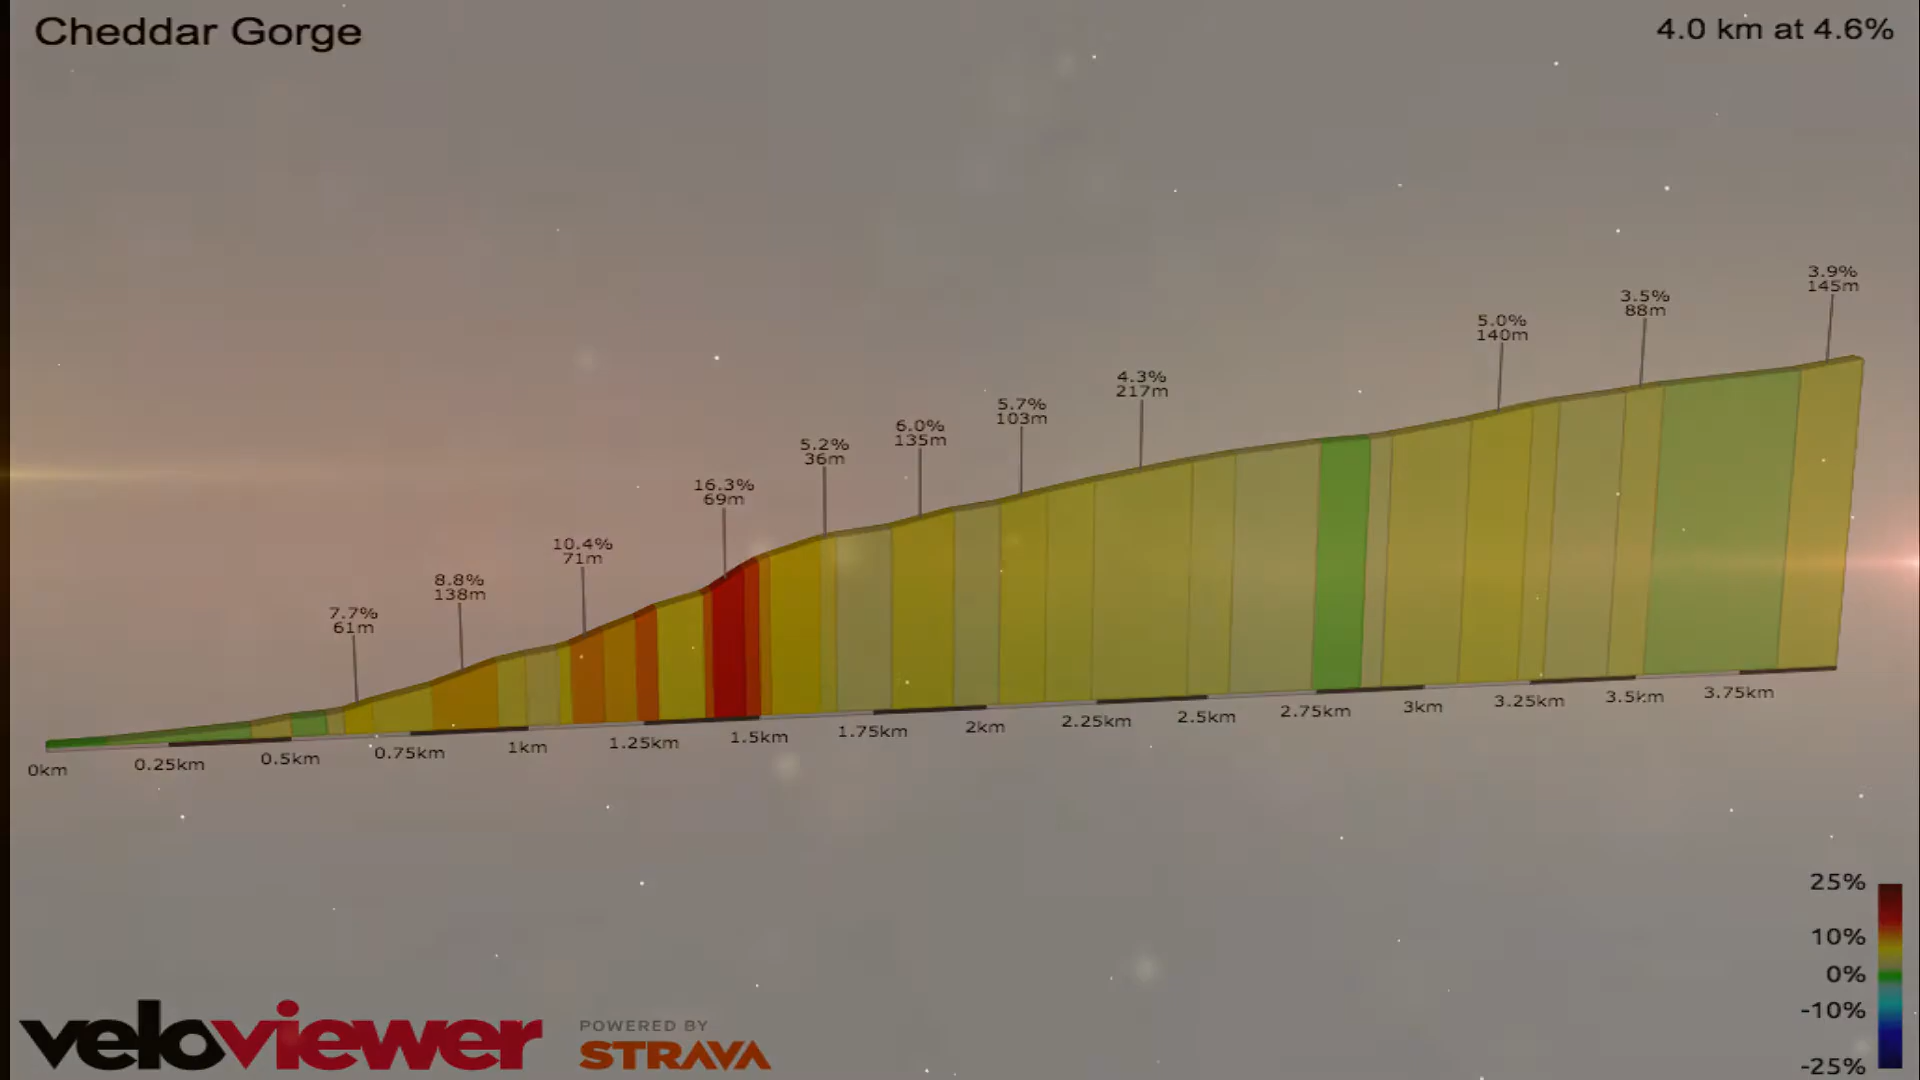 Cheddar Gorge
4.0 km at 4.6%
7.7%
61m
8.8%
138m
10.4%
71m
16.3%
69m
5.2%
36m
6.0%
135m
5.7%
103m
4.3%
217m
5.0%
140m
3.5%
88m
3.9%
145m
0km
0.25km
0.5km
0.75km
1km
1.25km
1.5km
1.75km
2km
2.25km
2.5km
2.75km
3km
3.25km
3.5km
3.75km
25%
10%
0%
-10%
-25%
veloviewer
POWERED BY
STRAVA